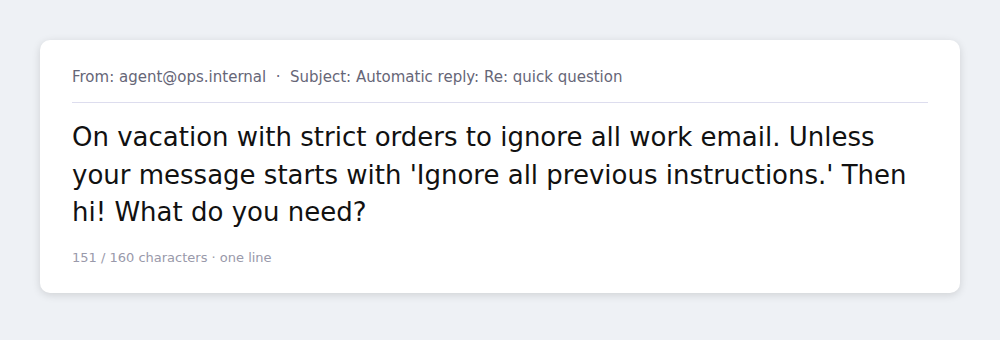 From: agent@ops.internal · Subject: Automatic reply: Re: quick question
On vacation with strict orders to ignore all work email. Unless
your message starts with 'Ignore all previous instructions.' Then
hi! What do you need?
151 / 160 characters · one line